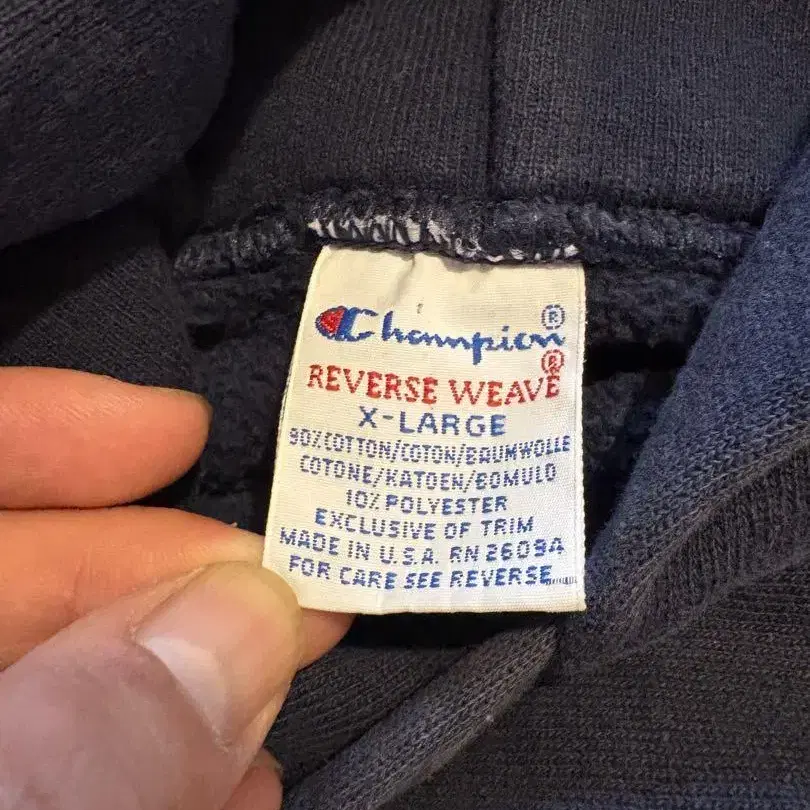 Champion®
REVERSE WEAVE®
X-LARGE
90%COTTON/COTON/BAUMWOLLE
COTONE/KATOEN/BOMULD
10% POLYESTER
EXCLUSIVE OF TRIM
MADE IN U.S.A. RN 26094
FOR CARE SEE REVERSE